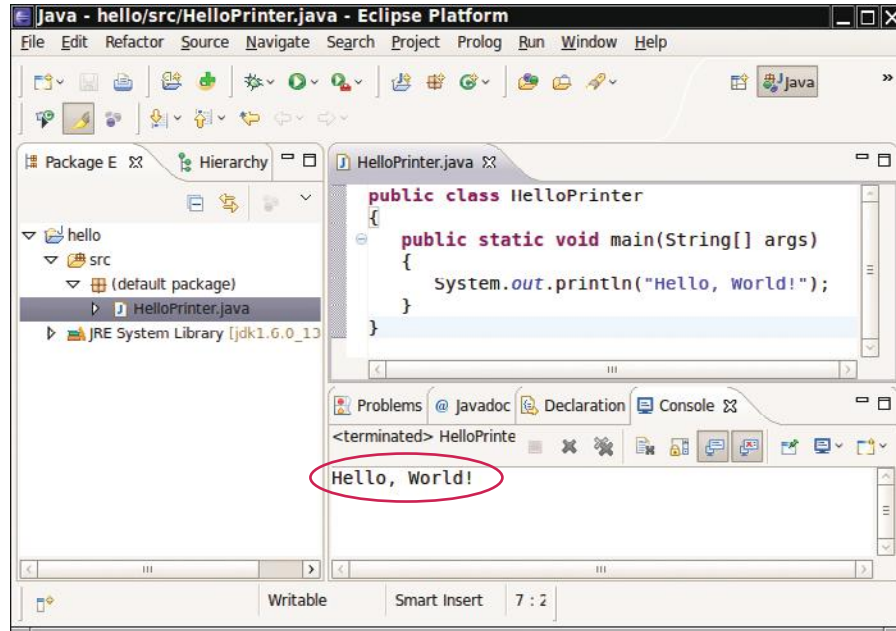 Java - hello/src/HelloPrinter.java - Eclipse Platform
File Edit Refactor Source Navigate Search Project Prolog Run Window Help
Java »
Package E Hierarchy
hello
src
(default package)
HelloPrinter.java
JRE System Library [jdk1.6.0_13
HelloPrinter.java
public class HelloPrinter
{
public static void main(String[] args)
{
System.out.println("Hello, World!");
}
}
Problems @ Javadoc Declaration Console
<terminated> HelloPrinte
Hello, World!
Writable Smart Insert 7 : 2